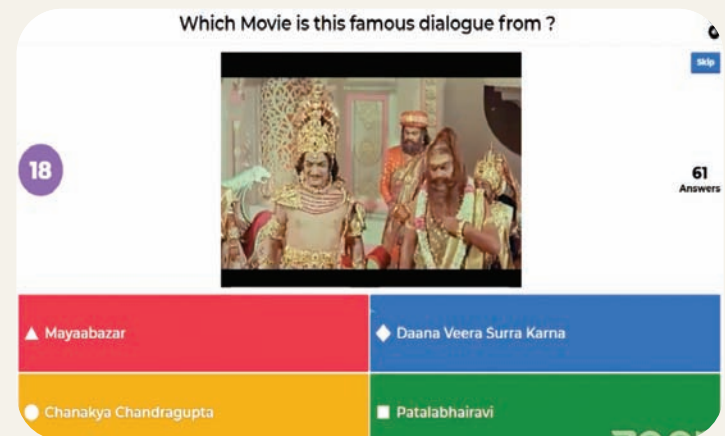 Which Movie is this famous dialogue from ?
Skip
18
61
Answers
Mayaabazar
Daana Veera Surra Karna
Chanakya Chandragupta
Patalabhairavi